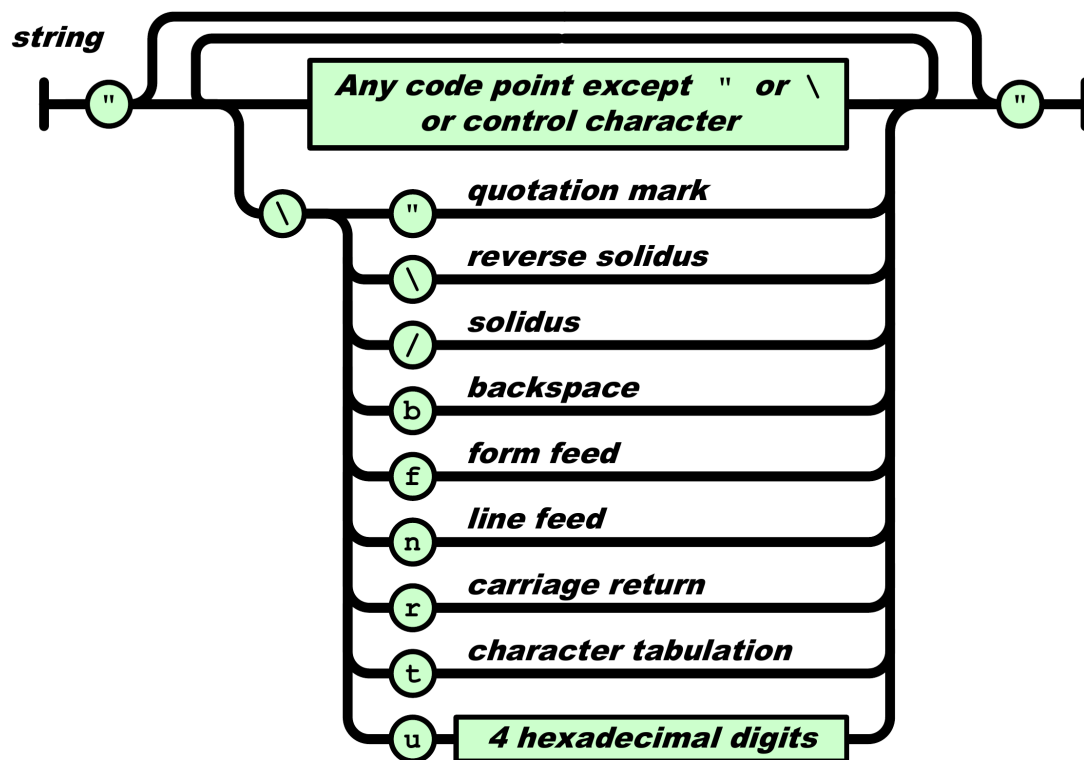 string
" Any code point except " or \ "
or control character
\ " quotation mark
\ reverse solidus
/ solidus
b backspace
f form feed
n line feed
r carriage return
t character tabulation
u 4 hexadecimal digits